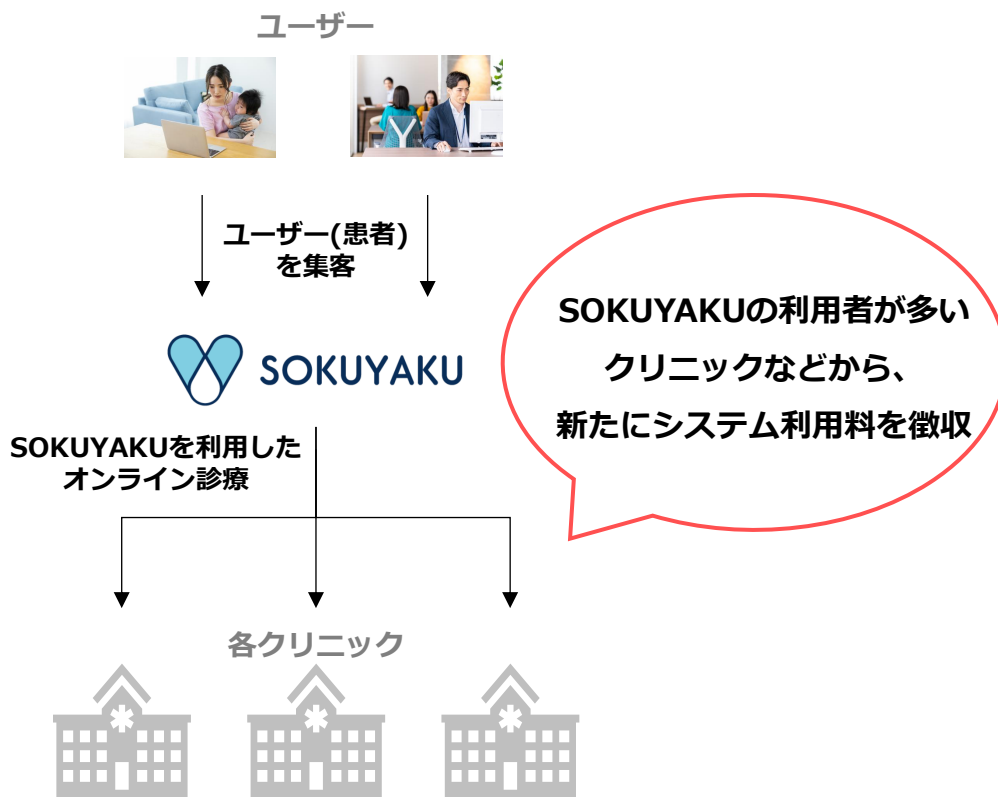 ユーザー
ユーザー(患者)
を集客
SOKUYAKU
SOKUYAKUを利用した
オンライン診療
SOKUYAKUの利用者が多い
クリニックなどから、
新たにシステム利用料を徴収
各クリニック